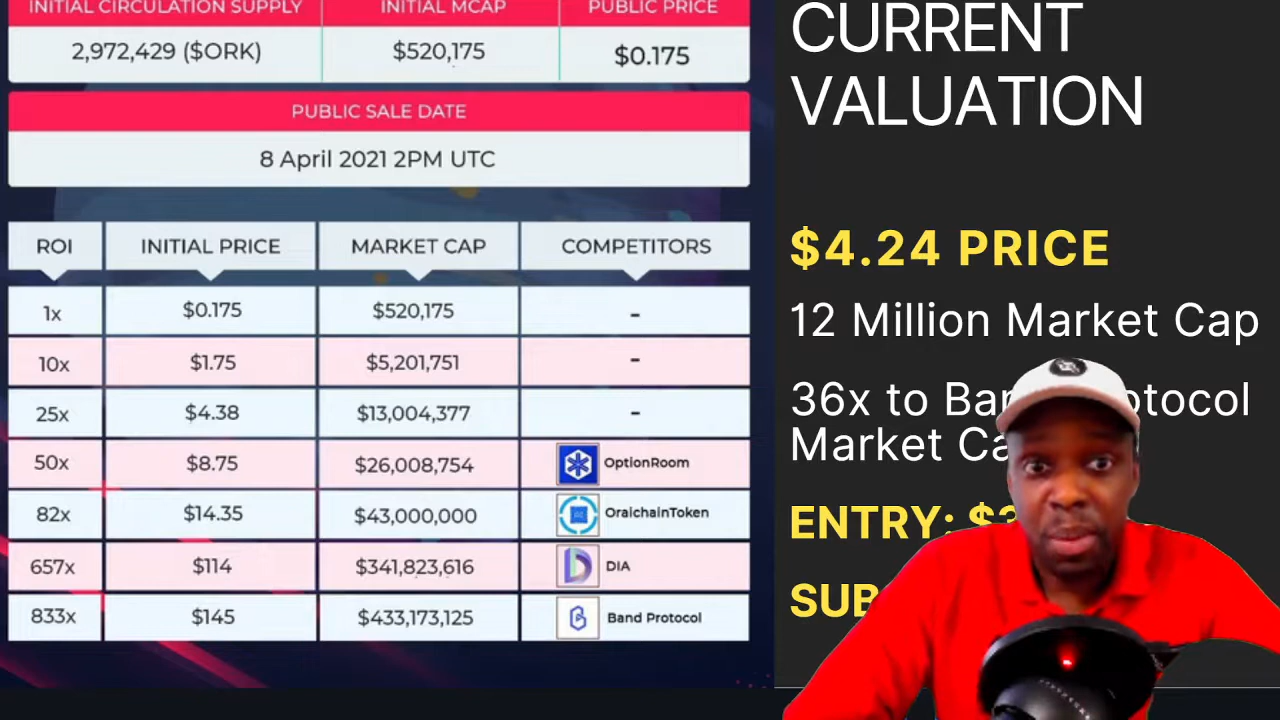 INITIAL CIRCULATION SUPPLY INITIAL MCAP PUBLIC PRICE
2,972,429 ($ORK) $520,175 $0.175
PUBLIC SALE DATE
8 April 2021 2PM UTC
ROI INITIAL PRICE MARKET CAP COMPETITORS
1x $0.175 $520,175 -
10x $1.75 $5,201,751 -
25x $4.38 $13,004,377 -
50x $8.75 $26,008,754 OptionRoom
82x $14.35 $43,000,000 OraichainToken
657x $114 $341,823,616 DIA
833x $145 $433,173,125 Band Protocol
CURRENT
VALUATION
$4.24 PRICE
12 Million Market Cap
36x to
Market
ENTRY: